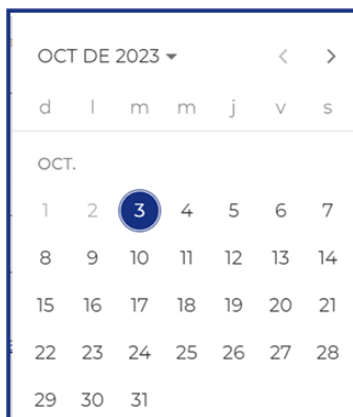 OCT DE 2023
d l m m j v s
OCT.
1 2 3 4 5 6 7
8 9 10 11 12 13 14
15 16 17 18 19 20 21
22 23 24 25 26 27 28
29 30 31